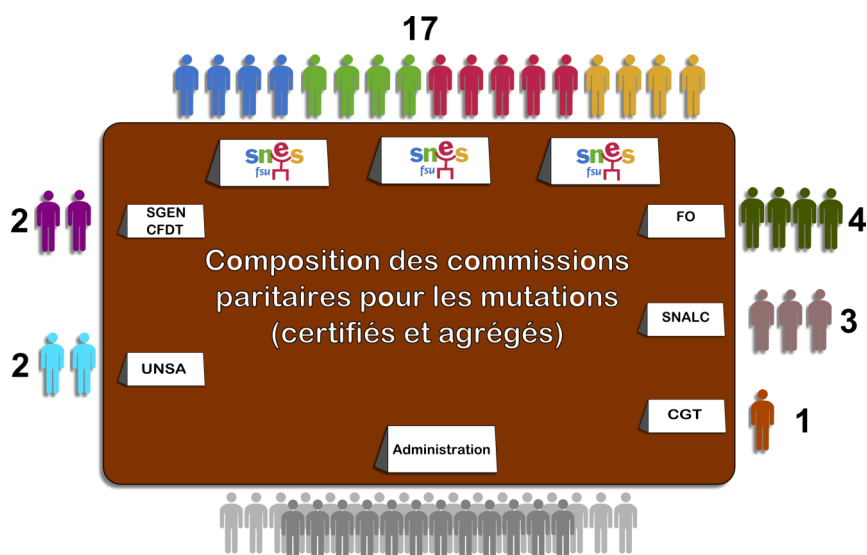 17
snes
fsu
snes
fsu
snes
fsu
2
SGEN
CFDT
FO
4
Composition des commissions
paritaires pour les mutations
(certifiés et agrégés)
SNALC
3
2
UNSA
CGT
1
Administration